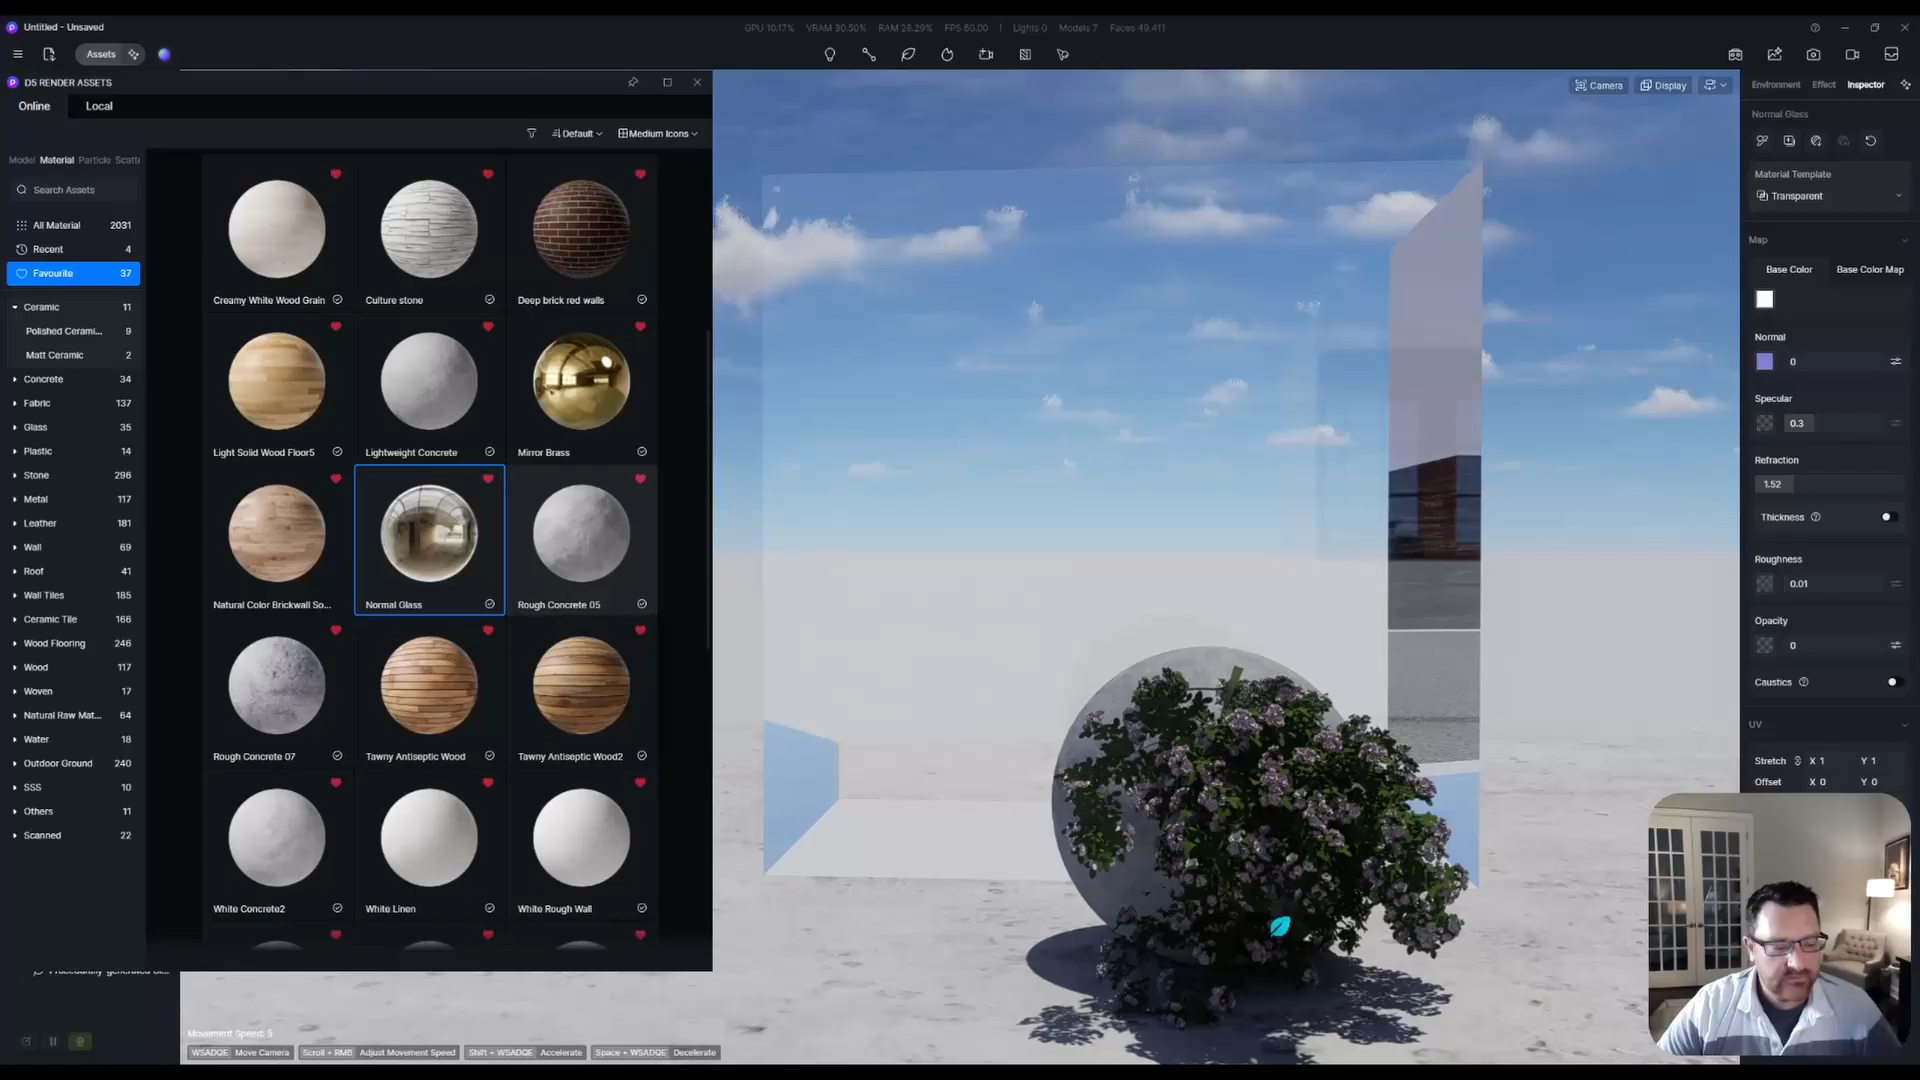 Untitled - Unsaved
GPU 10.17% VRAM 30.50% RAM 28.29% FPS 60.00 | Lights 0 Models 7 Faces 49,411
Assets
D5 RENDER ASSETS
Online Local
Default Medium Icons
Model Material Particle Scatt
Search Assets
All Material 2031
Recent 4
Favourite 37
Ceramic 11
Polished Cerami... 9
Matt Ceramic 2
Concrete 34
Fabric 137
Glass 35
Plastic 14
Stone 296
Metal 117
Leather 181
Wall 69
Roof 41
Wall Tiles 185
Ceramic Tile 166
Wood Flooring 246
Wood 117
Woven 17
Natural Raw Mat... 64
Water 18
Outdoor Ground 240
SSS 10
Others 11
Scanned 22
Creamy White Wood Grain
Culture stone
Deep brick red walls
Light Solid Wood Floor5
Lightweight Concrete
Mirror Brass
Natural Color Brickwall So...
Normal Glass
Rough Concrete 05
Rough Concrete 07
Tawny Antiseptic Wood
Tawny Antiseptic Wood2
White Concrete2
White Linen
White Rough Wall
Movement Speed: 5
WSADQE Move Camera Scroll + RMB Adjust Movement Speed Shift + WSADQE Accelerate Space + WSADQE Decelerate
Camera Display
Environment Effect Inspector
Normal Glass
Material Template
Transparent
Map
Base Color Base Color Map
Normal
0
Specular
0.3
Refraction
1.52
Thickness
Roughness
0.01
Opacity
0
Caustics
UV
Stretch X 1 Y 1
Offset X 0 Y 0